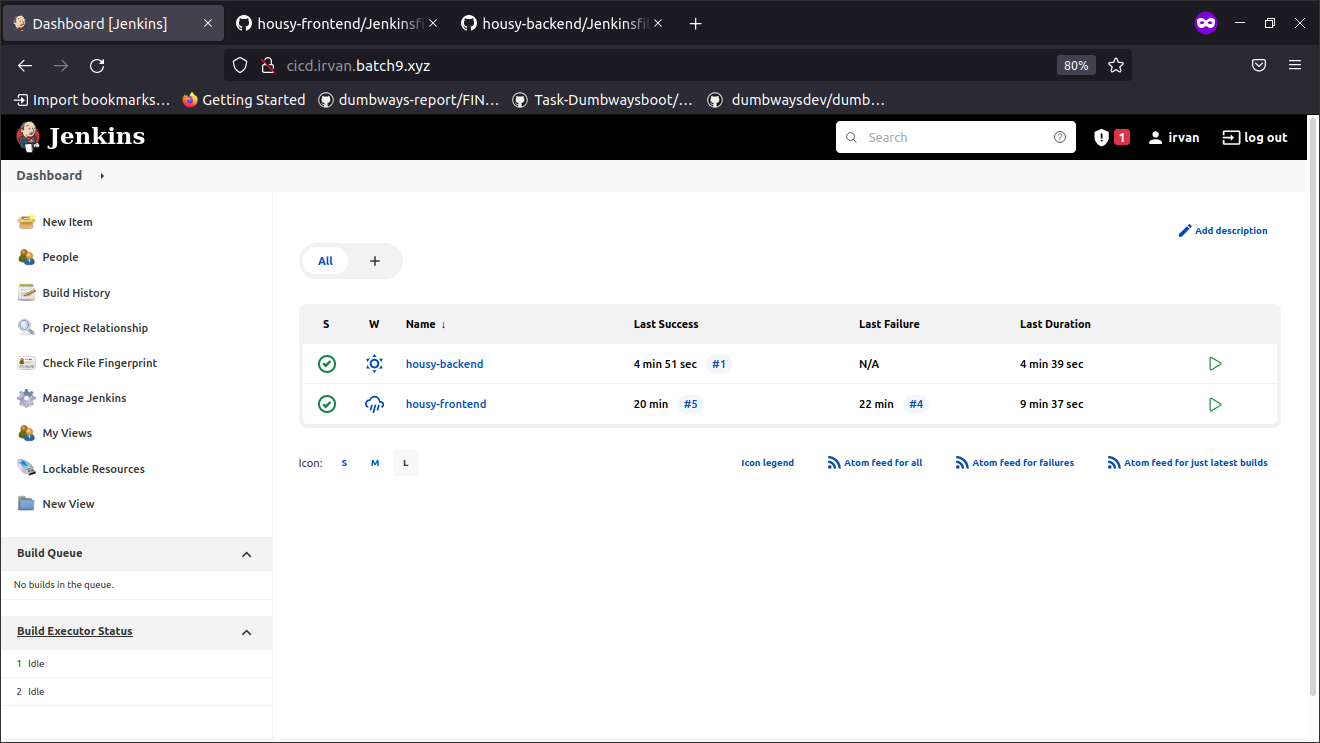 Dashboard [Jenkins] housy-frontend/Jenkinsfi housy-backend/Jenkinsfil
cicd.irvan.batch9.xyz 80%
Import bookmarks... Getting Started dumbways-report/FIN... Task-Dumbwaysboot/... dumbwaysdev/dumb...
Jenkins Search 1 irvan log out
Dashboard
New Item
People
Build History
Project Relationship
Check File Fingerprint
Manage Jenkins
My Views
Lockable Resources
New View
Build Queue
No builds in the queue.
Build Executor Status
1 Idle
2 Idle
Add description
All +
S W Name ↓ Last Success Last Failure Last Duration
housy-backend 4 min 51 sec #1 N/A 4 min 39 sec
housy-frontend 20 min #5 22 min #4 9 min 37 sec
Icon: S M L Icon legend Atom feed for all Atom feed for failures Atom feed for just latest builds